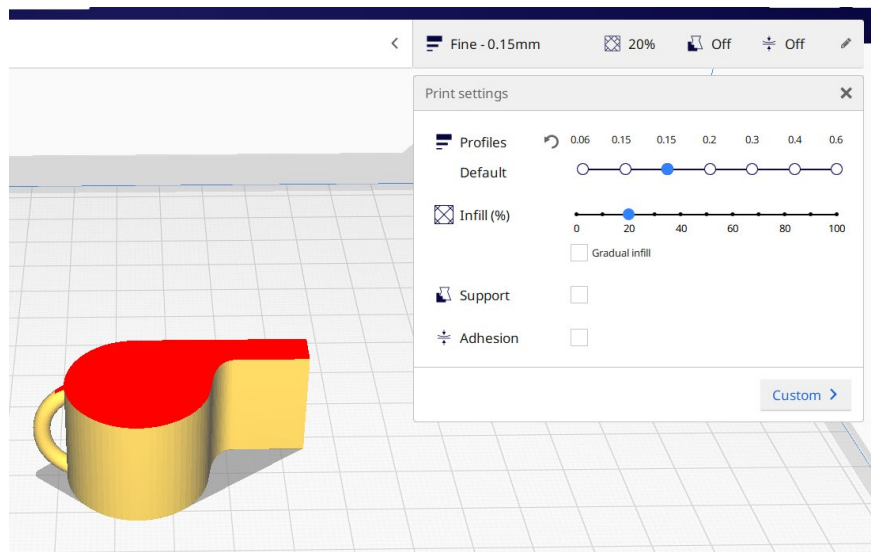 Fine - 0.15mm 20% Off Off
Print settings
Profiles 0.06 0.15 0.15 0.2 0.3 0.4 0.6
Default
Infill (%)
0 20 40 60 80 100
Gradual infill
Support
Adhesion
Custom